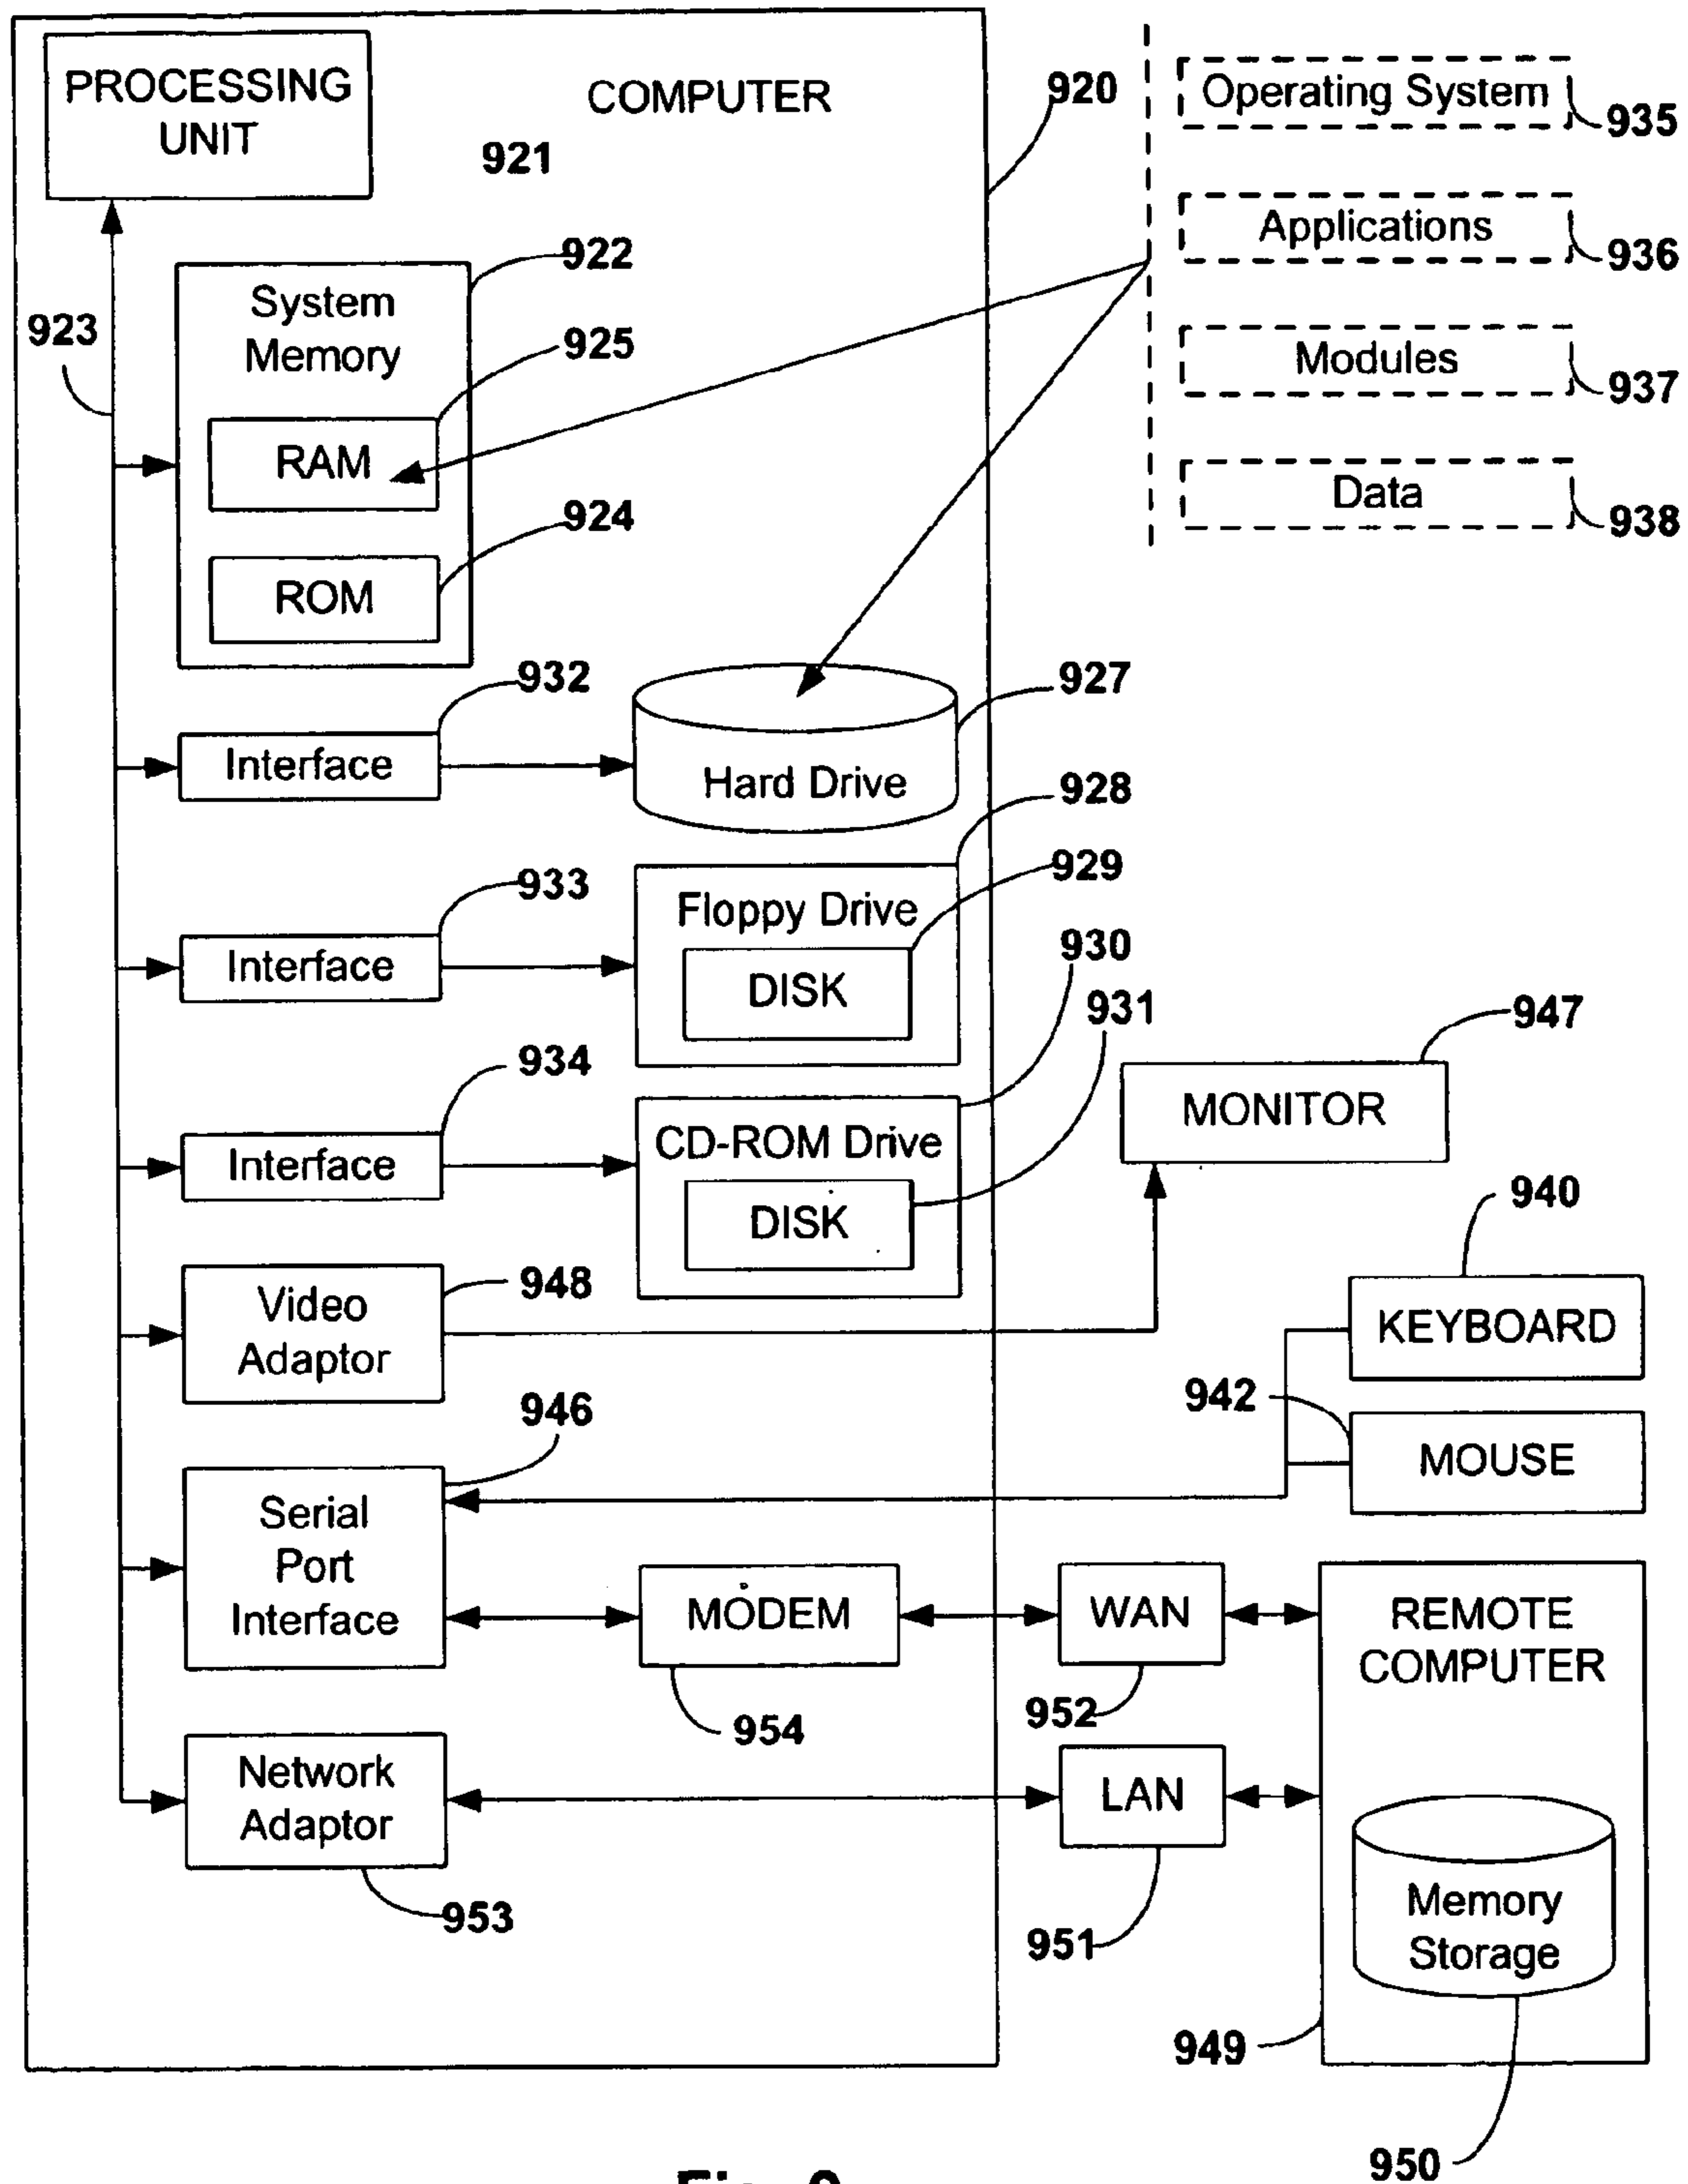 PROCESSING
UNIT
COMPUTER
921
920
Operating System
935
Applications
936
Modules
937
Data
938
922
System
Memory
923
925
RAM
924
ROM
932
Interface
927
Hard Drive
928
933
Interface
929
Floppy Drive
DISK
930
931
934
Interface
CD-ROM Drive
DISK
947
MONITOR
940
KEYBOARD
948
Video
Adaptor
942
MOUSE
946
Serial
Port
Interface
MODEM
954
WAN
952
REMOTE
COMPUTER
Network
Adaptor
953
LAN
951
Memory
Storage
949
950